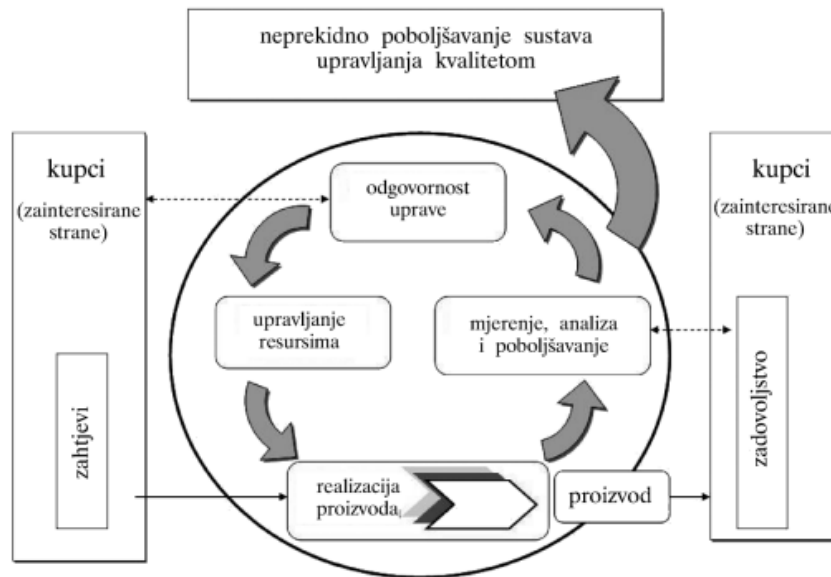 neprekidno poboljšavanje sustava
upravljanja kvalitetom
kupci
(zainteresirane
strane)
zahtjevi
odgovornost
uprave
upravljanje
resursima
mjerenje, analiza
i poboljšavanje
realizacija
proizvoda
proizvod
kupci
(zainteresirane
strane)
zadovoljstvo